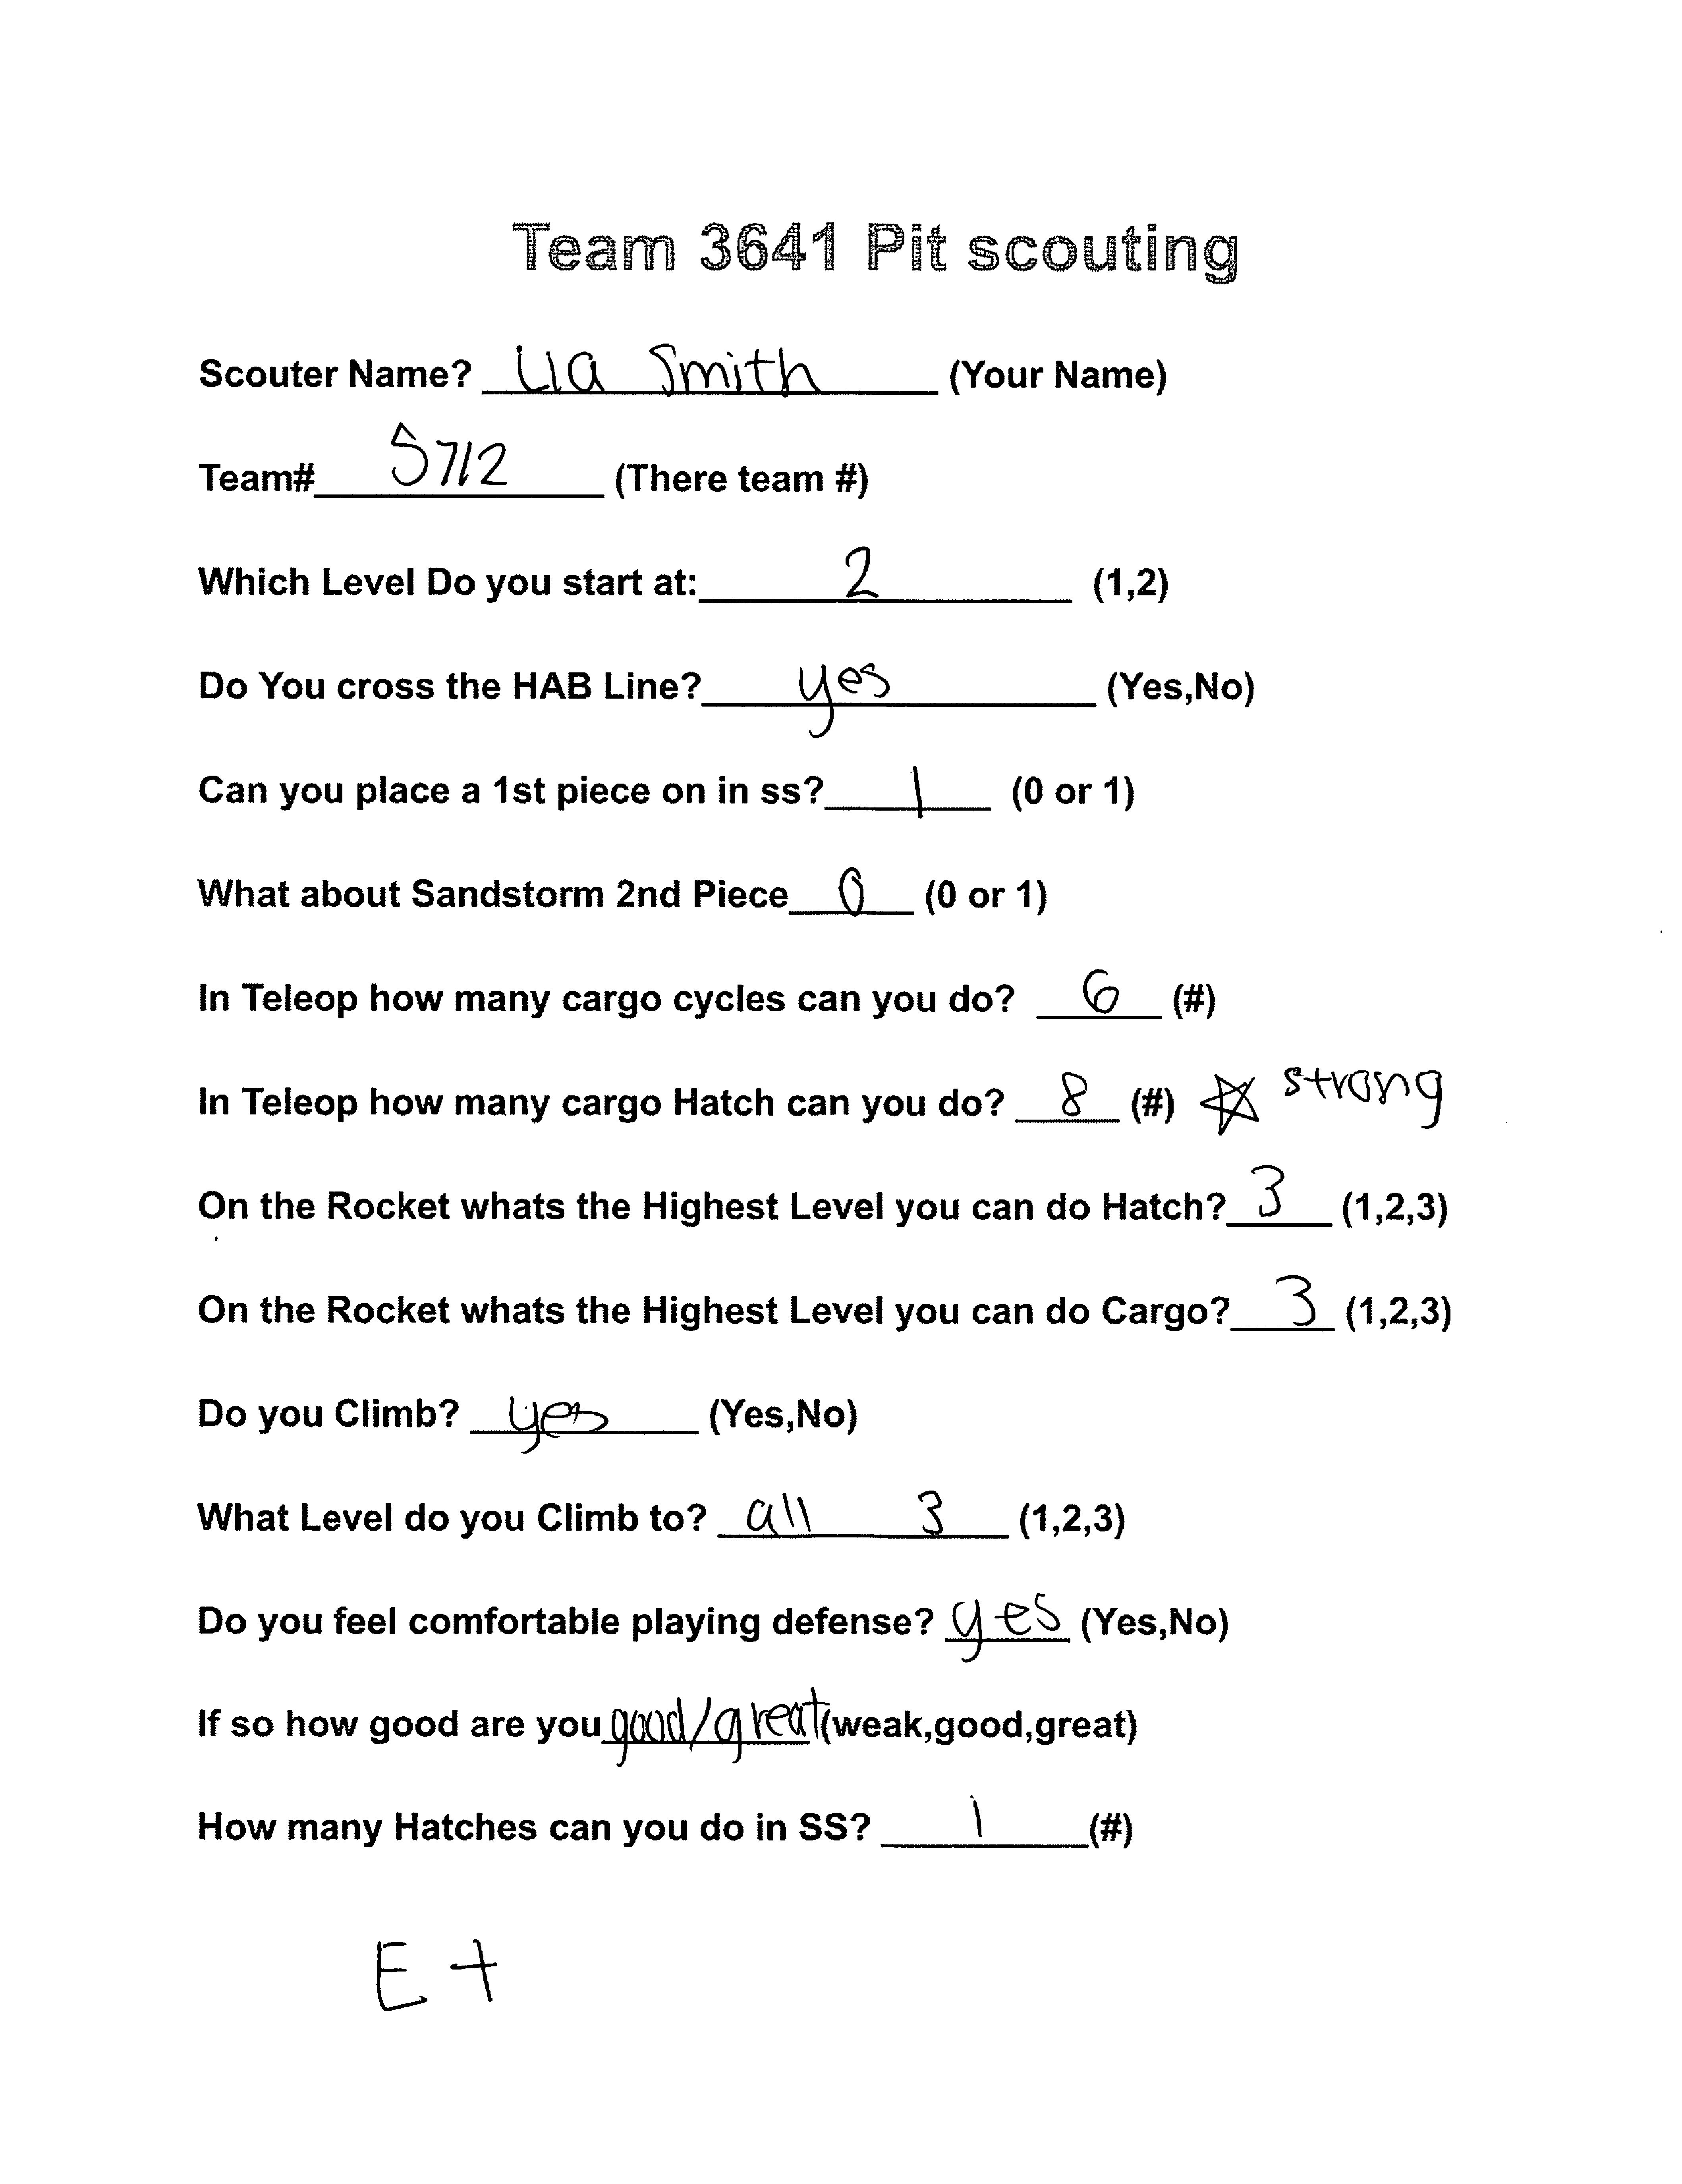 Team 3641 Pit scouting
Scouter Name? Lia Smith (Your Name)
Team# 5712 (There team #)
Which Level Do you start at: 2 (1,2)
Do You cross the HAB Line? yes (Yes,No)
Can you place a 1st piece on in ss? 1 (0 or 1)
What about Sandstorm 2nd Piece 0 (0 or 1)
In Teleop how many cargo cycles can you do? 6 (#)
In Teleop how many cargo Hatch can you do? 8 (#) ☆ strong
On the Rocket whats the Highest Level you can do Hatch? 3 (1,2,3)
On the Rocket whats the Highest Level you can do Cargo? 3 (1,2,3)
Do you Climb? yes (Yes,No)
What Level do you Climb to? all 3 (1,2,3)
Do you feel comfortable playing defense? yes (Yes,No)
If so how good are you good/great (weak,good,great)
How many Hatches can you do in SS? 1 (#)
E +